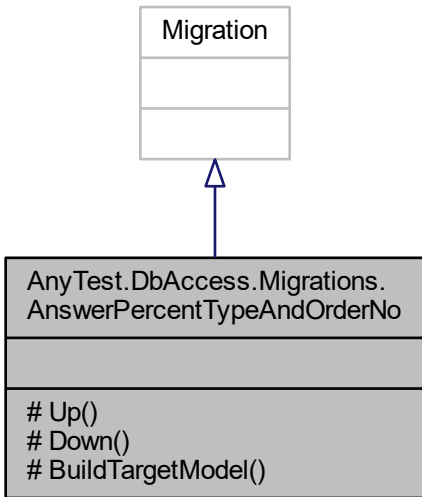 Migration
AnyTest.DbAccess.Migrations.
AnswerPercentTypeAndOrderNo
# Up()
# Down()
# BuildTargetModel()